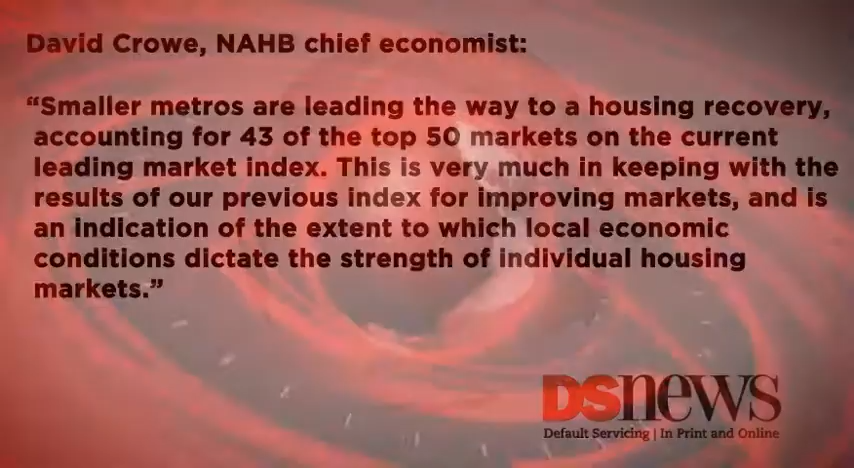 David Crowe, NAHB chief economist:
“Smaller metros are leading the way to a housing recovery,
accounting for 43 of the top 50 markets on the current
leading market index. This is very much in keeping with the
results of our previous index for improving markets, and is
an indication of the extent to which local economic
conditions dictate the strength of individual housing
markets.”
DSnews
Default Servicing | In Print and Online